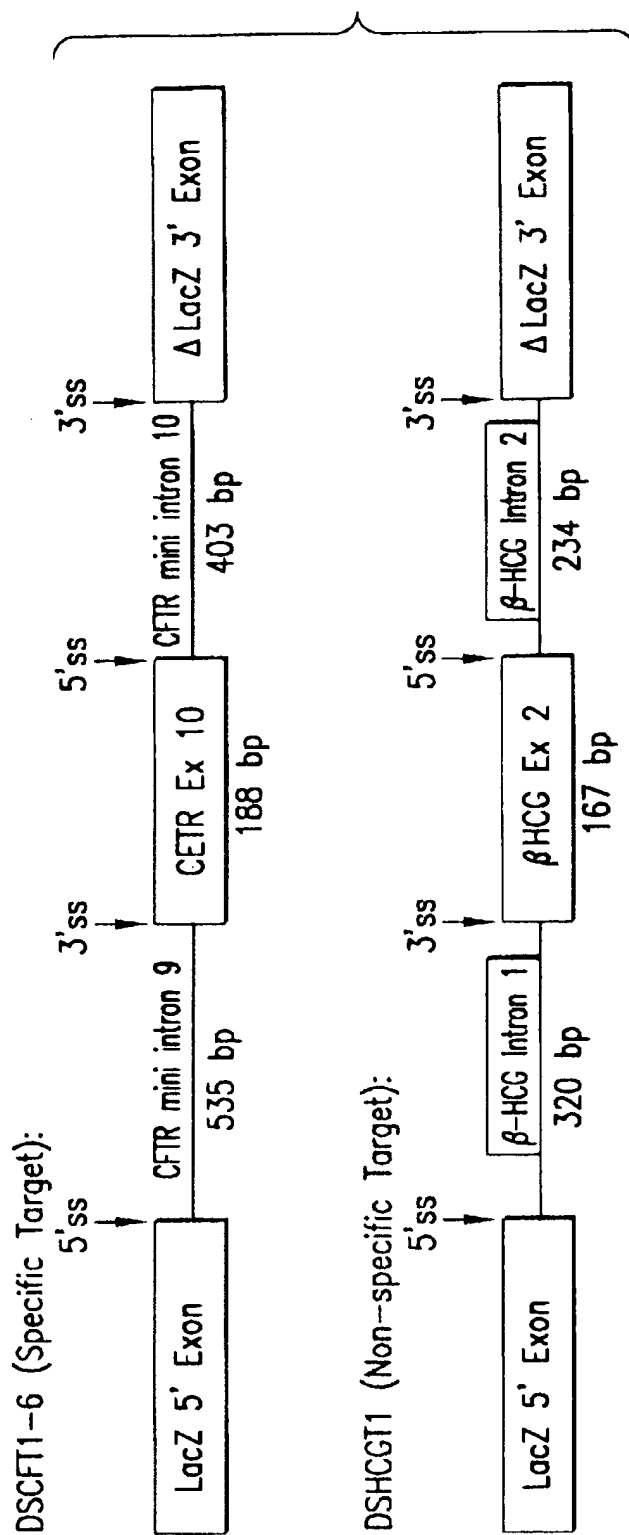 DSCFT1-6 (Specific Target):
5'ss 3'ss 5'ss 3'ss
LacZ 5' Exon CFTR mini intron 9 CETR Ex 10 CFTR mini intron 10 Δ LacZ 3' Exon
535 bp 188 bp 403 bp
DSHCGT1 (Non-specific Target):
5'ss 3'ss 5'ss 3'ss
LacZ 5' Exon β-HCG Intron 1 βHCG Ex 2 β-HCG Intron 2 Δ LacZ 3' Exon
320 bp 167 bp 234 bp